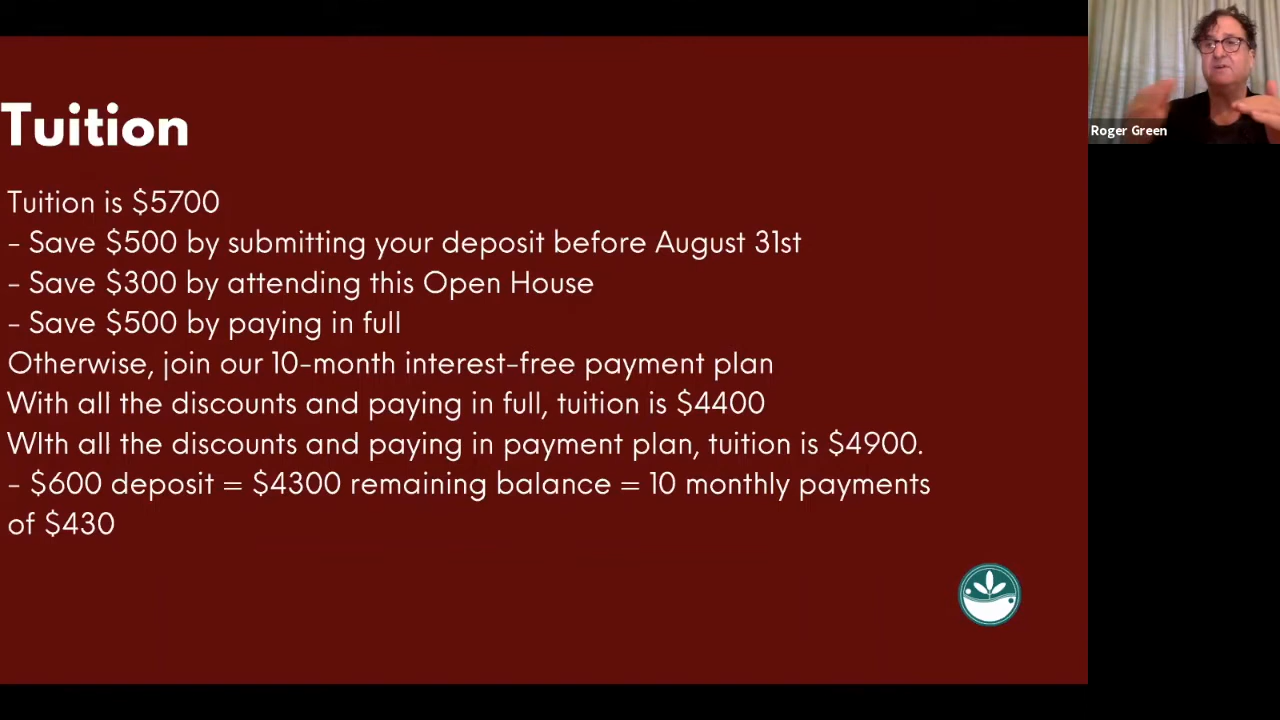 Tuition
Tuition is $5700
- Save $500 by submitting your deposit before August 31st
- Save $300 by attending this Open House
- Save $500 by paying in full
Otherwise, join our 10-month interest-free payment plan
With all the discounts and paying in full, tuition is $4400
WIth all the discounts and paying in payment plan, tuition is $4900.
- $600 deposit = $4300 remaining balance = 10 monthly payments
of $430
Roger Green